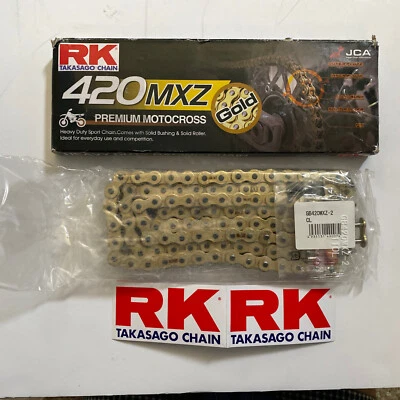 RK
TAKASAGO CHAIN
JCA
420MXZ
Gold
PREMIUM MOTOCROSS
Heavy Duty Sport Chain,Comes with Solid Bushing & Solid Roller.
Ideal for everyday use and competition.
GB420MXZ-2
CL
RK RK
TAKASAGO CHAIN TAKASAGO CHAIN